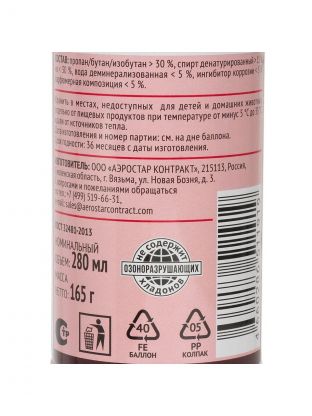 СОСТАВ: пропан/бутан/изобутан > 30 %, спирт денатурированный >
< 30 %, вода деминерализованная < 5 %, ингибитор коррозии <
парфюмерная композиция < 5 %.
в местах, недоступных для детей и домашних
от пищевых продуктов при температуре от минус 5 °С до
от источников тепла.
изготовления и номер партии: см. на дне баллона.
годности: 36 месяцев с даты изготовления.
ИЗГОТОВИТЕЛЬ: ООО «АЭРОСТАР КОНТРАКТ», 215113, Россия,
область, г. Вязьма, ул. Новая Бозня, д. 3.
вопросами и пожеланиями обращаться
+7 (499) 519-66-31,
sales@aerostarcontract.com
ГОСТ 32481-2013
НОМИНАЛЬНЫЙ
ОБЪЕМ: 280 мл
МАССА
НЕТТО: 165 г
не содержит
ОЗОНОРАЗРУШАЮЩИХ
хладонов
40
FE
БАЛЛОН
05
PP
КОЛПАК